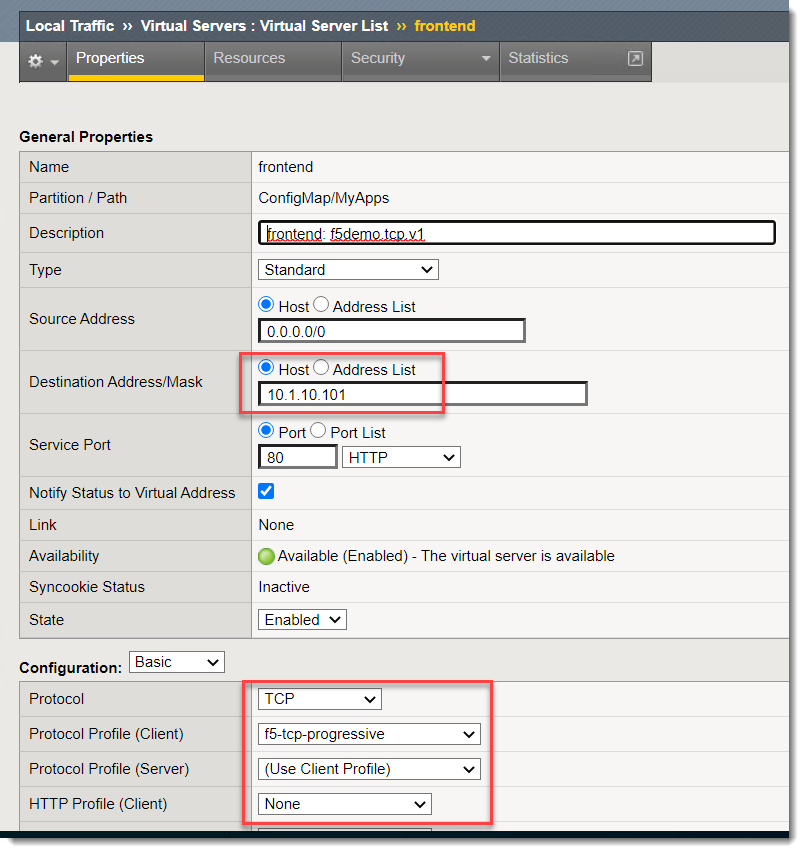 Local Traffic ›› Virtual Servers : Virtual Server List ›› frontend
Properties Resources Security Statistics
General Properties
Name frontend
Partition / Path ConfigMap/MyApps
Description frontend: f5demo.tcp.v1
Type Standard
Host Address List
Source Address
0.0.0.0/0
Host Address List
Destination Address/Mask
10.1.10.101
Port Port List
Service Port
80 HTTP
Notify Status to Virtual Address
Link None
Availability Available (Enabled) - The virtual server is available
Syncookie Status Inactive
State Enabled
Configuration: Basic
Protocol TCP
Protocol Profile (Client) f5-tcp-progressive
Protocol Profile (Server) (Use Client Profile)
HTTP Profile (Client) None